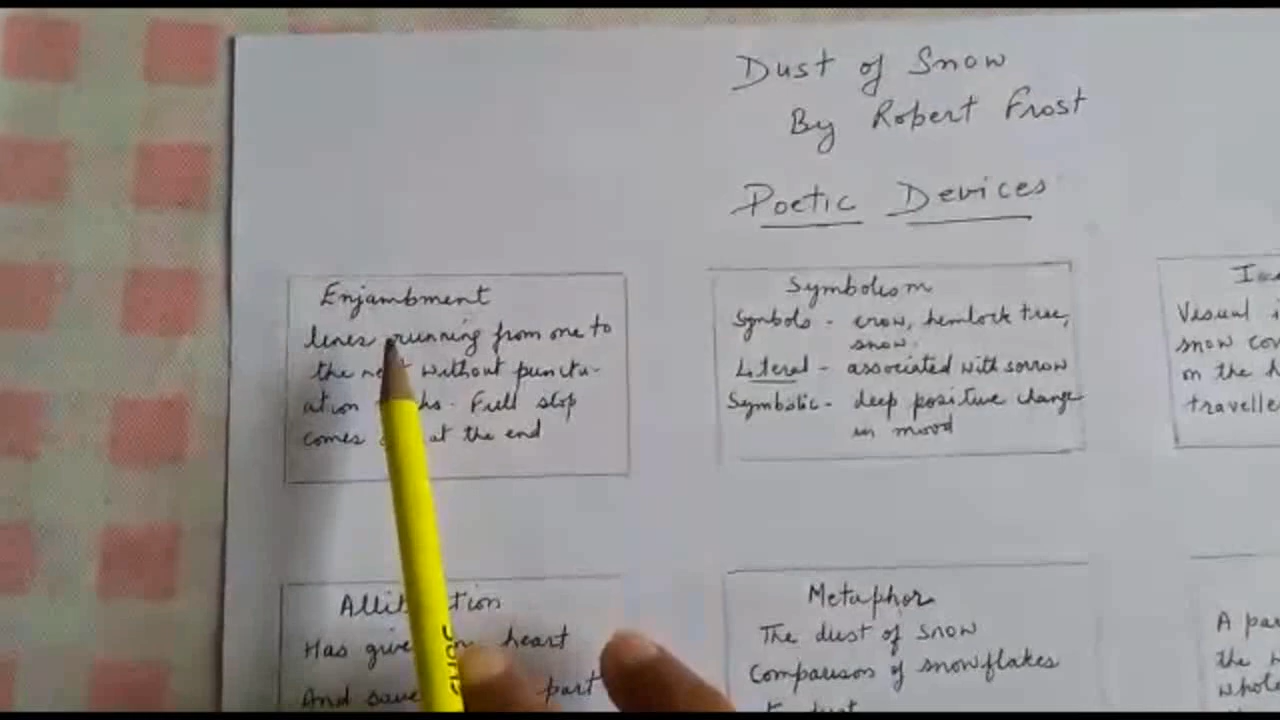 Dust of Snow
By Robert Frost
Poetic Devices
Enjambment
lines running from one to
the without punctu-
ation Full stop
comes at the end
Symbolism
Symbols - crow, hemlock tree,
snow.
Literal - associated with sorrow
Symbolic - deep positive change
in mood
Visual
snow
on the
Has heart
And part
Metaphor
The dust of snow
Comparison of snowflakes
to dust
A
the
whole